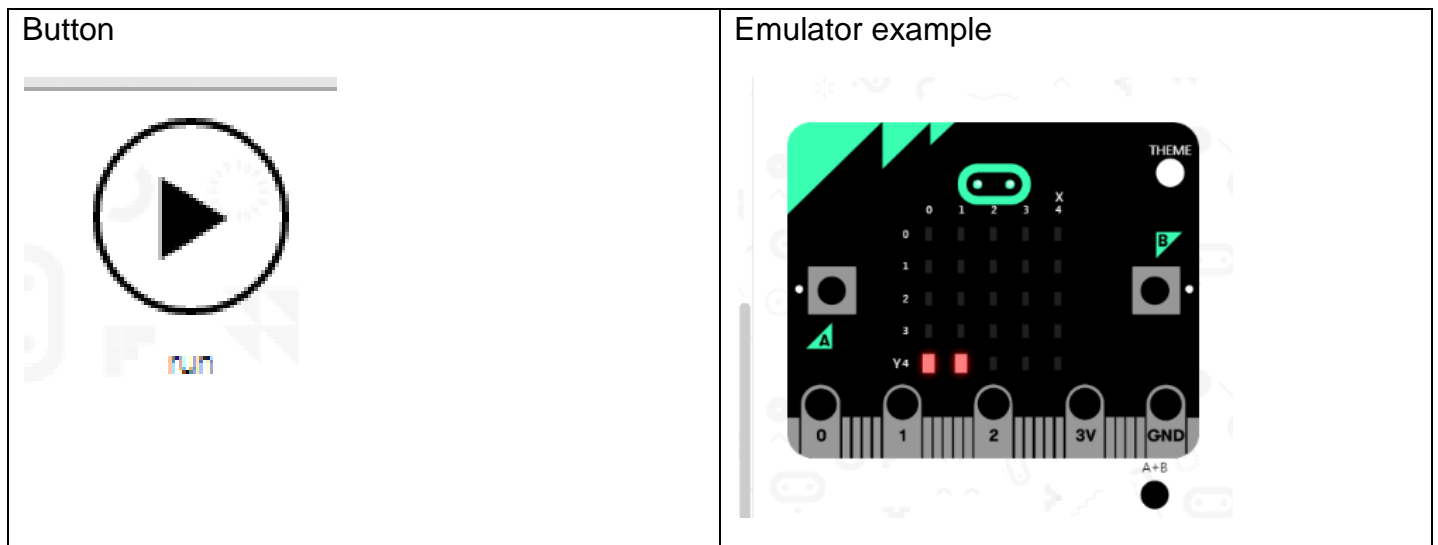 Button
Emulator example
run
THEME
X
0 1 2 3 4
0
B
1
2
3
A
Y4
0 1 2 3V GND
A+B